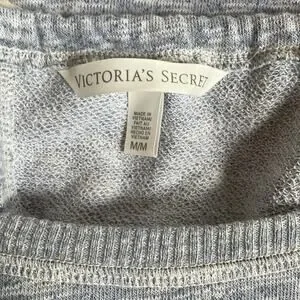 VICTORIA'S SECRET
MADE IN
VIETNAM/
FAIT AU
VIETNAM/
HECHO EN
VIETNAM
M/M